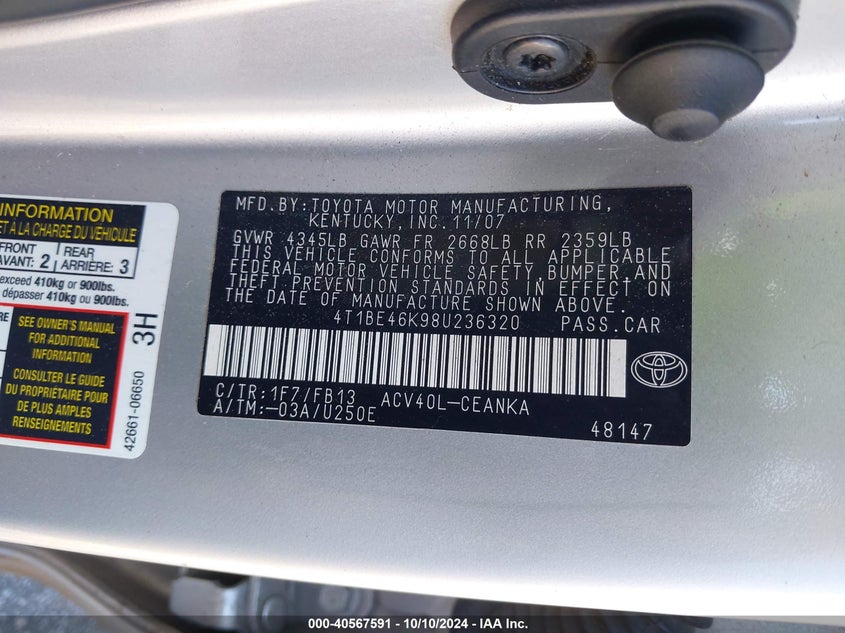 INFORMATION
ET À LA CHARGE DU VÉHICULE
FRONT
AVANT: 2
REAR
ARRIÈRE: 3
exceed 410kg or 900lbs.
dépasser 410kg ou 900lbs.
SEE OWNER'S MANUAL
FOR ADDITIONAL
INFORMATION
CONSULTER LE GUIDE
DU PROPRIÉTAIRE POUR
DE PLUS AMPLES
RENSEIGNEMENTS
3H
42661-06650
MFD.BY:TOYOTA MOTOR MANUFACTURING,
KENTUCKY,INC.11/07
GVWR 4345LB GAWR FR 2668LB RR 2359LB
THIS VEHICLE CONFORMS TO ALL APPLICABLE
FEDERAL MOTOR VEHICLE SAFETY,BUMPER,AND
THEFT PREVENTION STANDARDS IN EFFECT ON
THE DATE OF MANUFACTURE SHOWN ABOVE.
4T1BE46K98U236320 PASS.CAR
C/TR:1F7/FB13 ACV40L-CEANKA
A/TM:-03A/U250E
48147
000-40567591 - 10/10/2024 - IAA Inc.